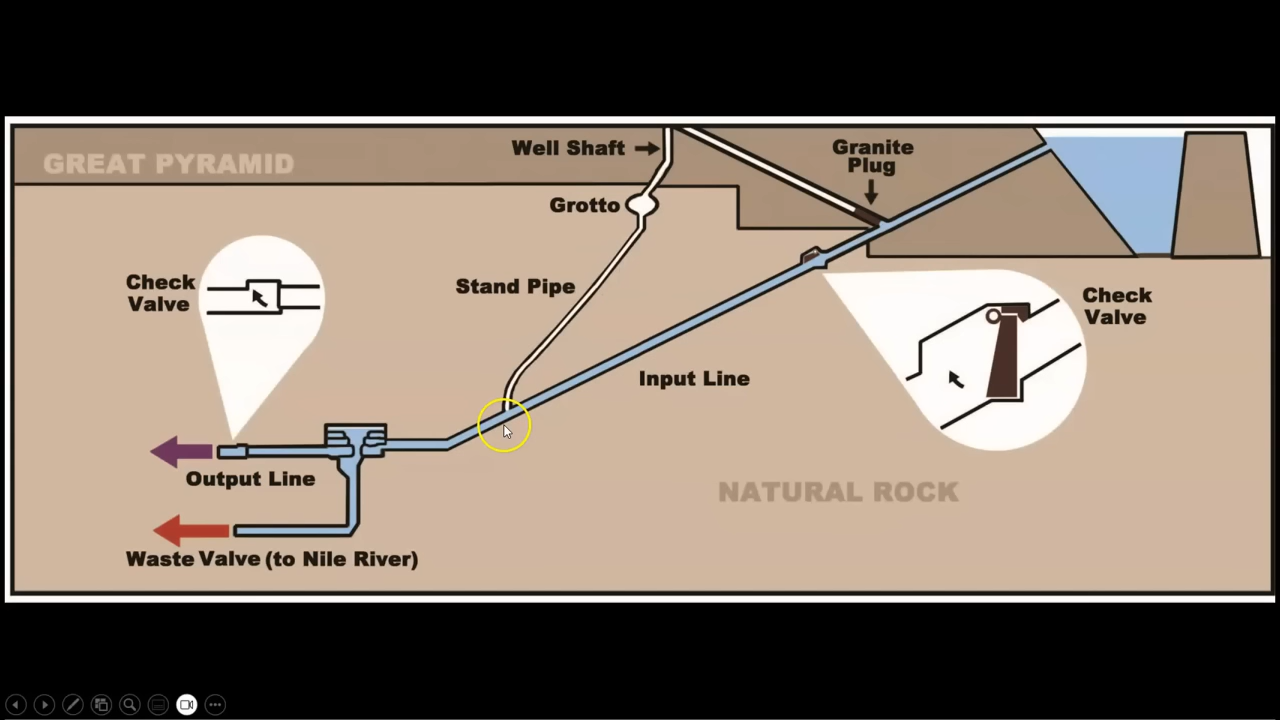 GREAT PYRAMID
Well Shaft
Granite
Plug
Grotto
Check
Valve
Stand Pipe
Check
Valve
Input Line
Output Line
NATURAL ROCK
Waste Valve (to Nile River)